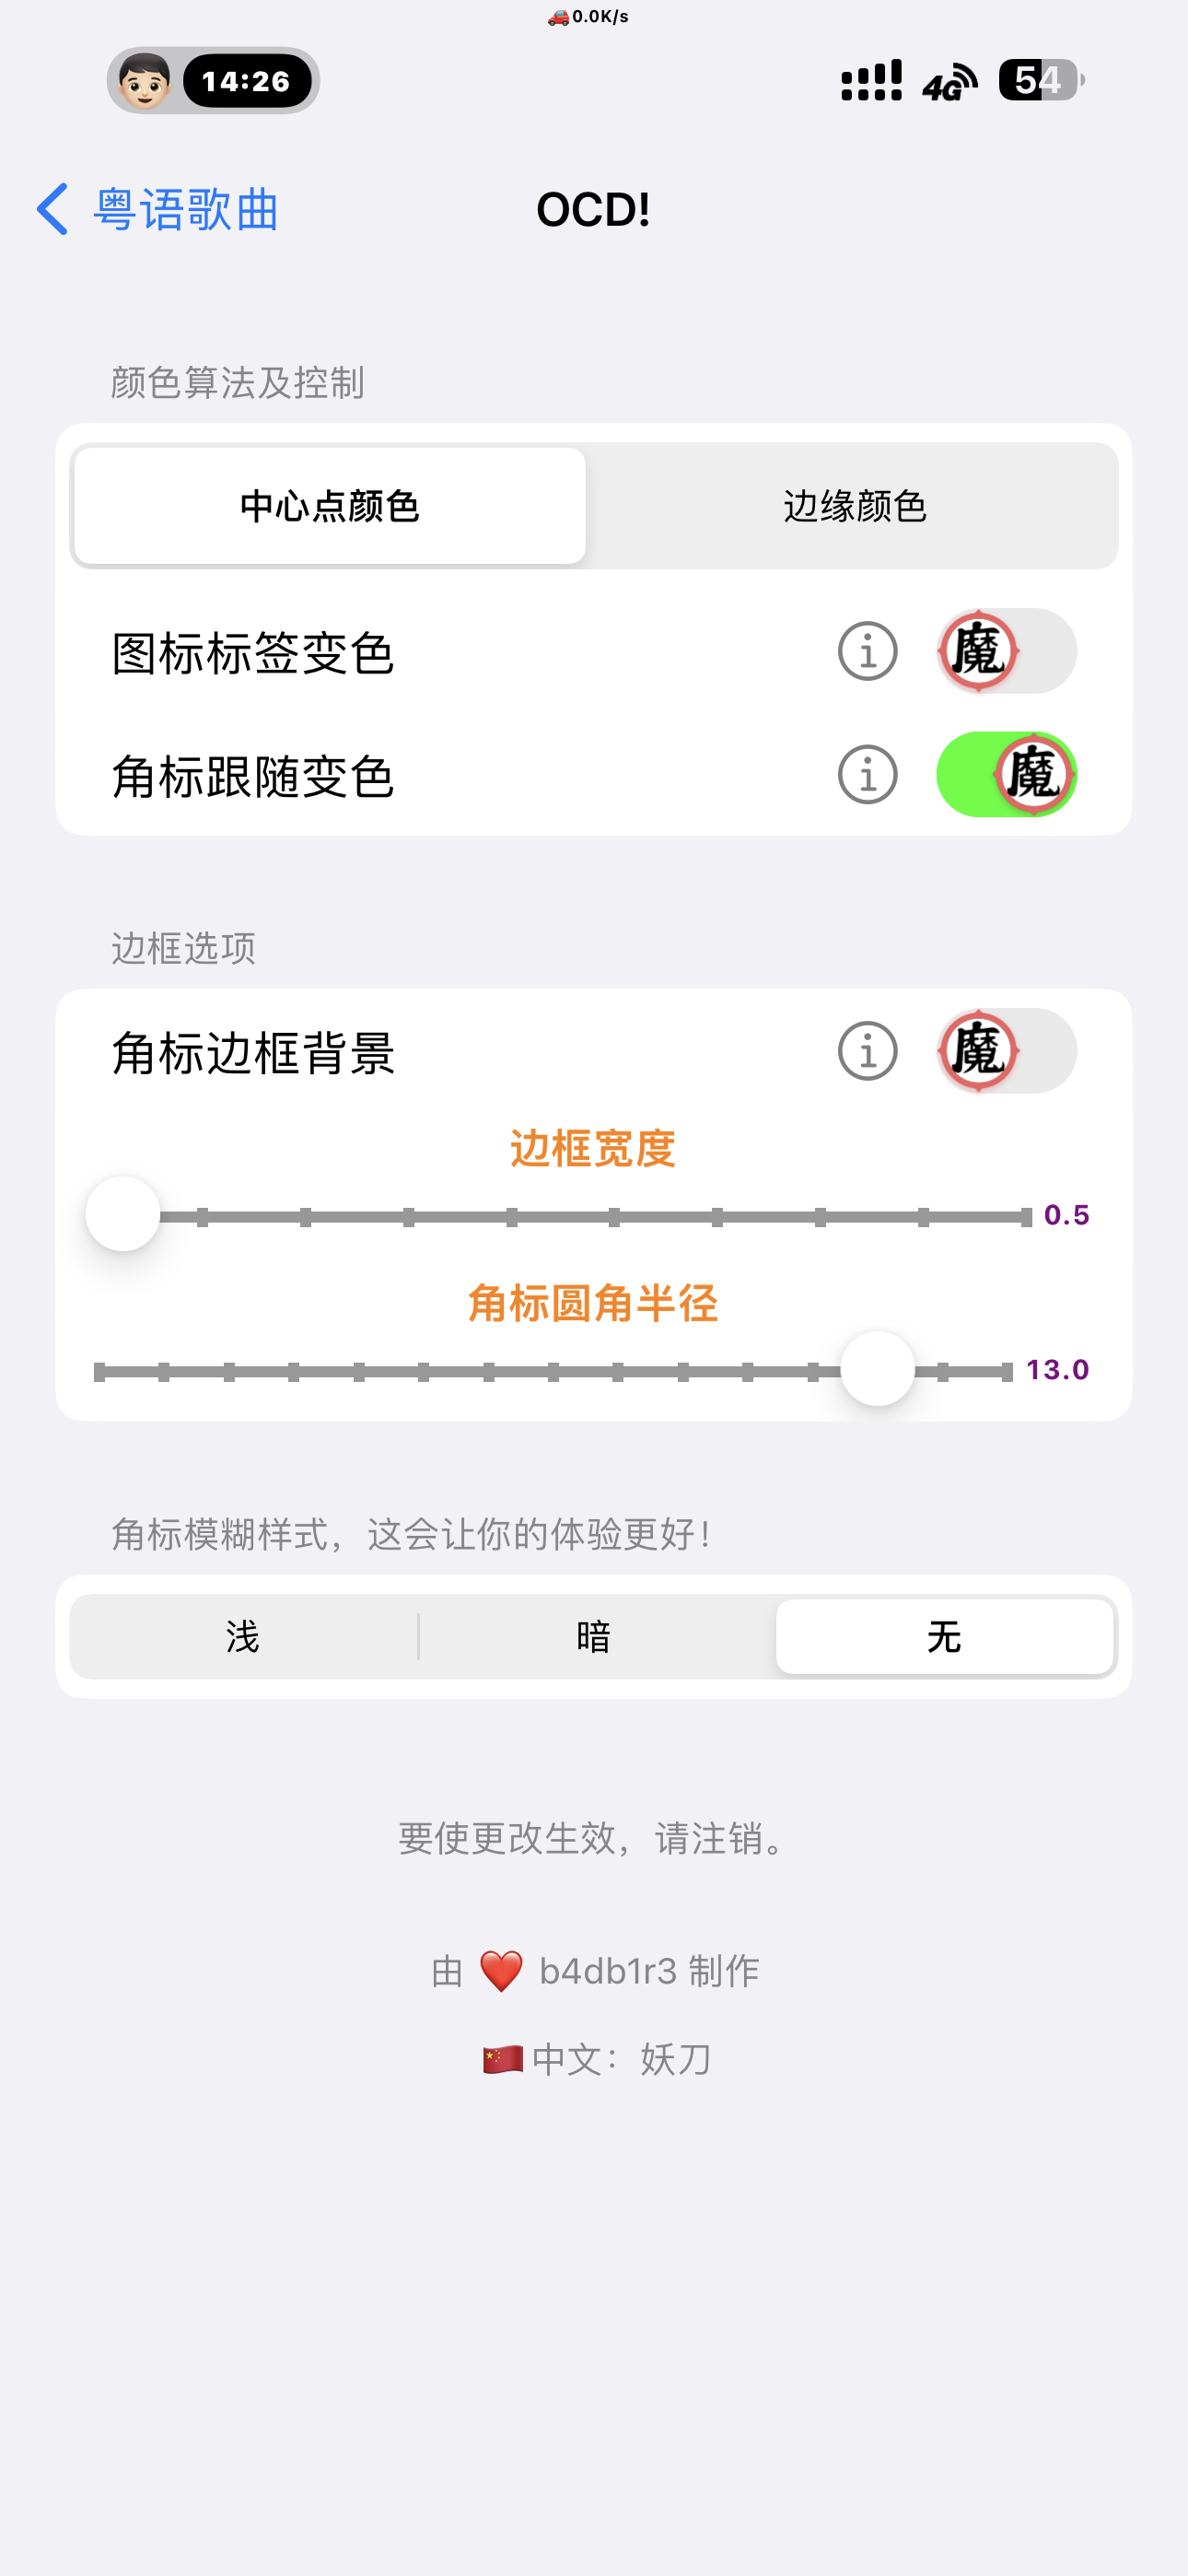 🚗0.0K/s
14:26
4G
54
粤语歌曲
OCD!
颜色算法及控制
中心点颜色
边缘颜色
图标标签变色
魔
角标跟随变色
魔
边框选项
角标边框背景
魔
边框宽度
0.5
角标圆角半径
13.0
角标模糊样式，这会让你的体验更好！
浅
暗
无
要使更改生效，请注销。
由 ❤️ b4db1r3 制作
🇨🇳中文：妖刀